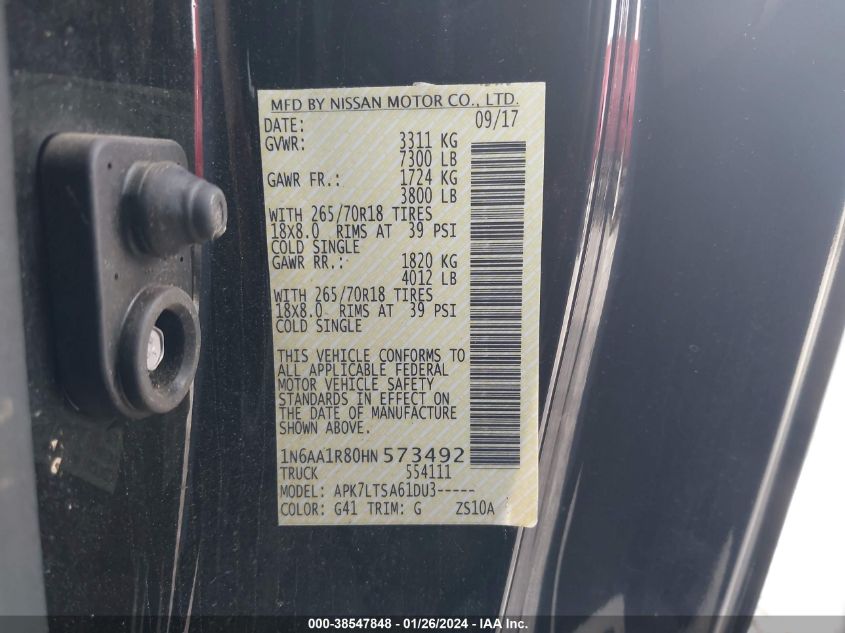 MFD BY NISSAN MOTOR CO., LTD.
DATE: 09/17
GVWR: 3311 KG
7300 LB
GAWR FR.: 1724 KG
3800 LB
WITH 265/70R18 TIRES
18X8.0 RIMS AT 39 PSI
COLD SINGLE
GAWR RR.: 1820 KG
4012 LB
WITH 265/70R18 TIRES
18X8.0 RIMS AT 39 PSI
COLD SINGLE
THIS VEHICLE CONFORMS TO
ALL APPLICABLE FEDERAL
MOTOR VEHICLE SAFETY
STANDARDS IN EFFECT ON
THE DATE OF MANUFACTURE
SHOWN ABOVE.
1N6AA1R80HN573492
TRUCK 554111
MODEL: APK7LTSA61DU3-----
COLOR: G41 TRIM: G ZS10A
000-38547848 - 01/26/2024 - IAA Inc.